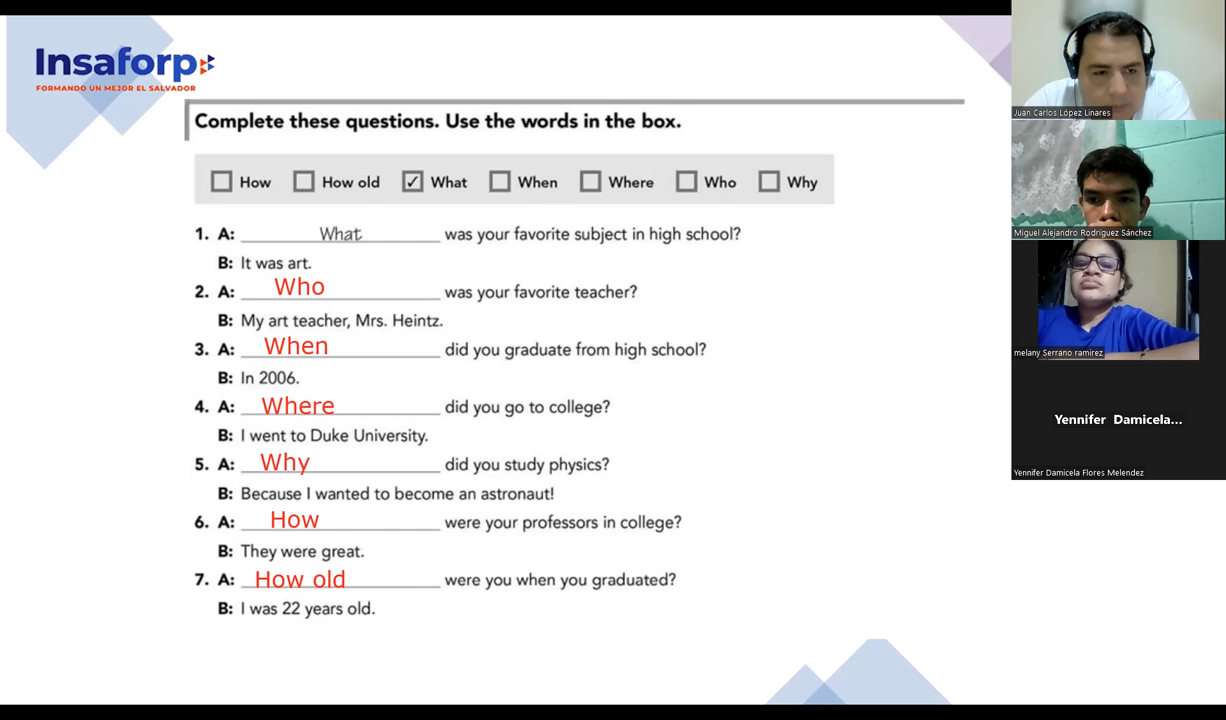 Insaforp
FORMANDO UN MEJOR EL SALVADOR
Complete these questions. Use the words in the box.
How How old ✓ What When Where Who Why
1. A: What was your favorite subject in high school?
B: It was art.
2. A: Who was your favorite teacher?
B: My art teacher, Mrs. Heintz.
3. A: When did you graduate from high school?
B: In 2006.
4. A: Where did you go to college?
B: I went to Duke University.
5. A: Why did you study physics?
B: Because I wanted to become an astronaut!
6. A: How were your professors in college?
B: They were great.
7. A: How old were you when you graduated?
B: I was 22 years old.
Juan Carlos López Linares
Miguel Alejandro Rodríguez Sánchez
melany Serrano ramirez
Yennifer Damicela...
Yennifer Damicela Flores Melendez